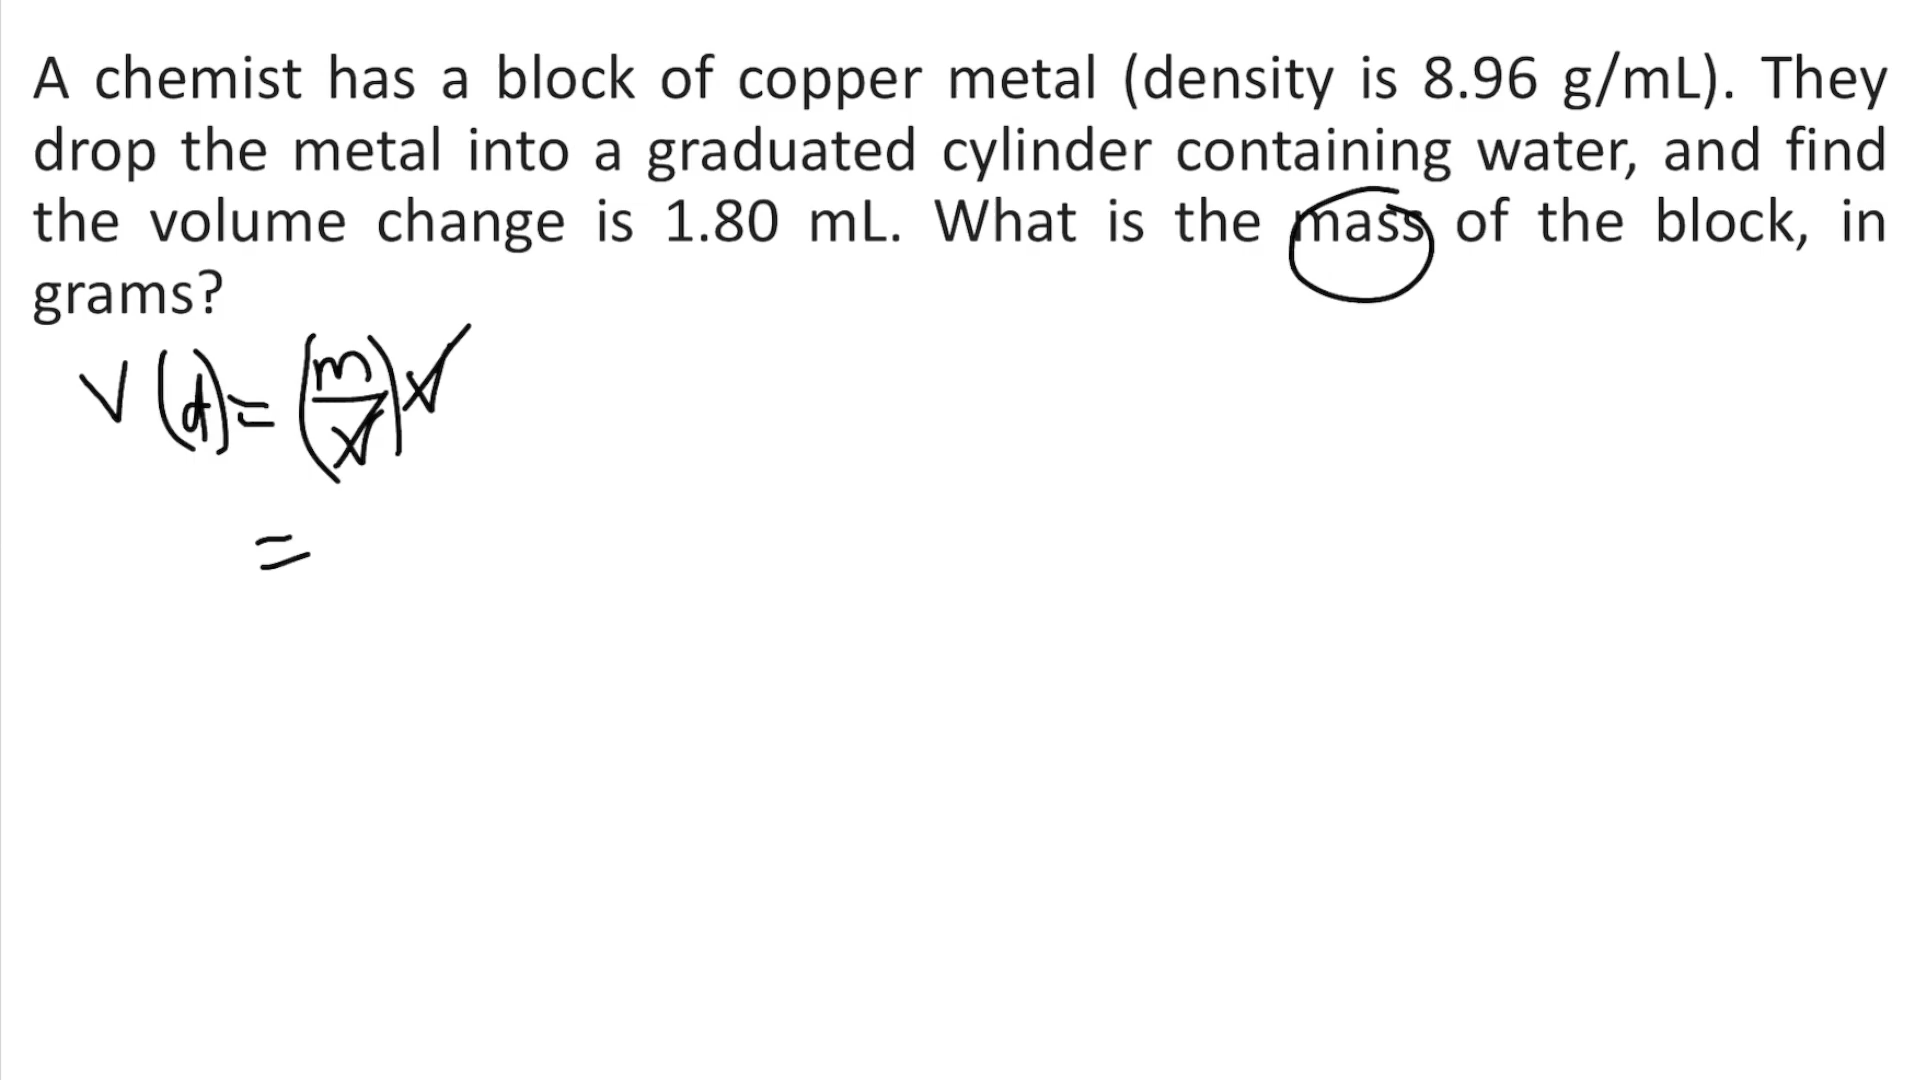 A chemist has a block of copper metal (density is 8.96 g/mL). They
drop the metal into a graduated cylinder containing water, and find
the volume change is 1.80 mL. What is the mass of the block, in
grams?
V (d) = (m/V) V
=